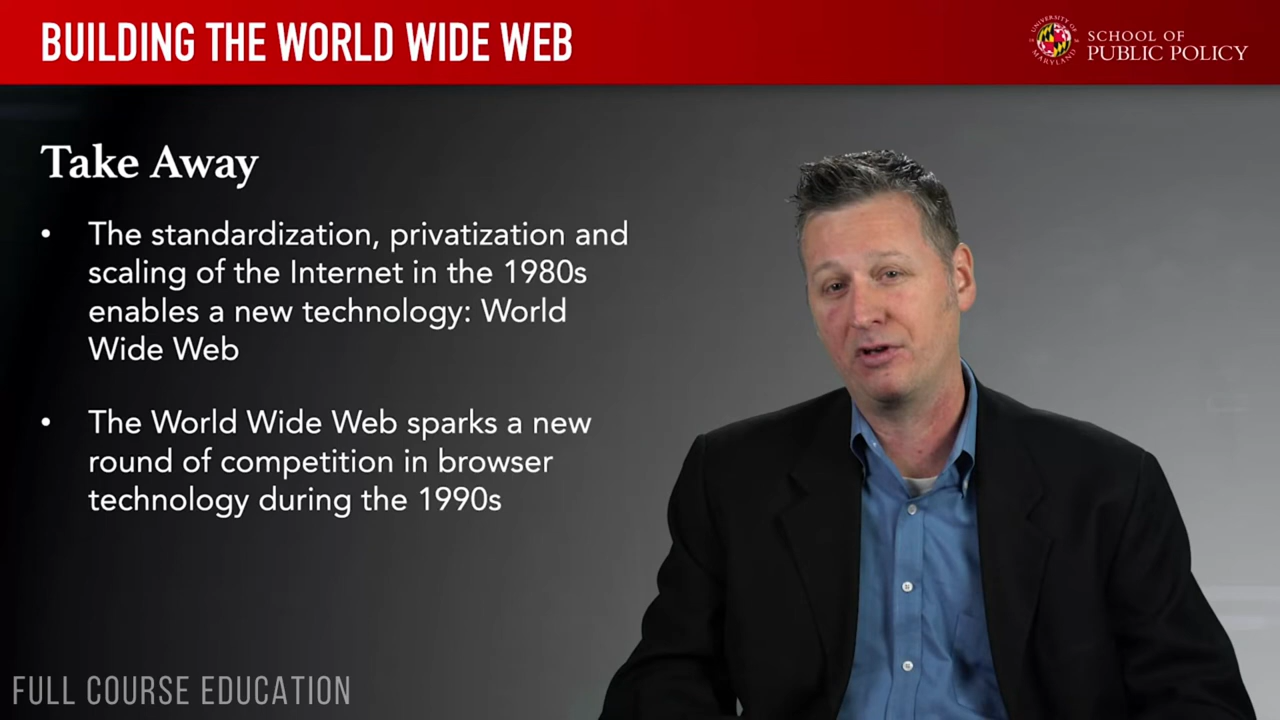 BUILDING THE WORLD WIDE WEB
UNIVERSITY OF
MARYLAND
SCHOOL OF
PUBLIC POLICY
Take Away
• The standardization, privatization and
scaling of the Internet in the 1980s
enables a new technology: World
Wide Web
• The World Wide Web sparks a new
round of competition in browser
technology during the 1990s
FULL COURSE EDUCATION